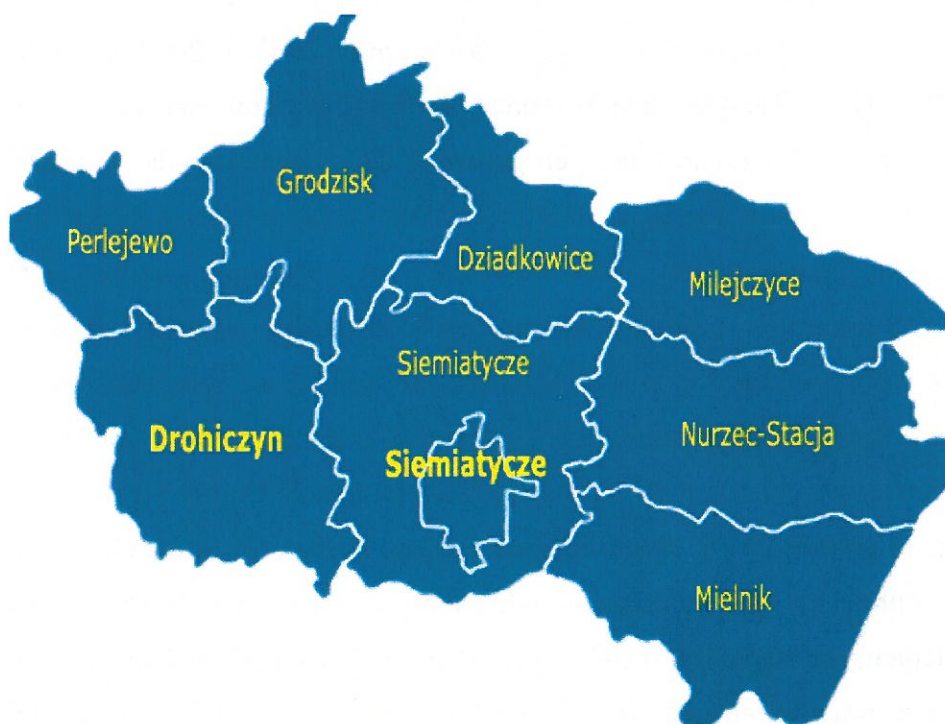 Grodzisk
Perlejewo
Dziadkowice
Milejczyce
Siemiatycze
Drohiczyn
Nurzec-Stacja
Siemiatycze
Mielnik